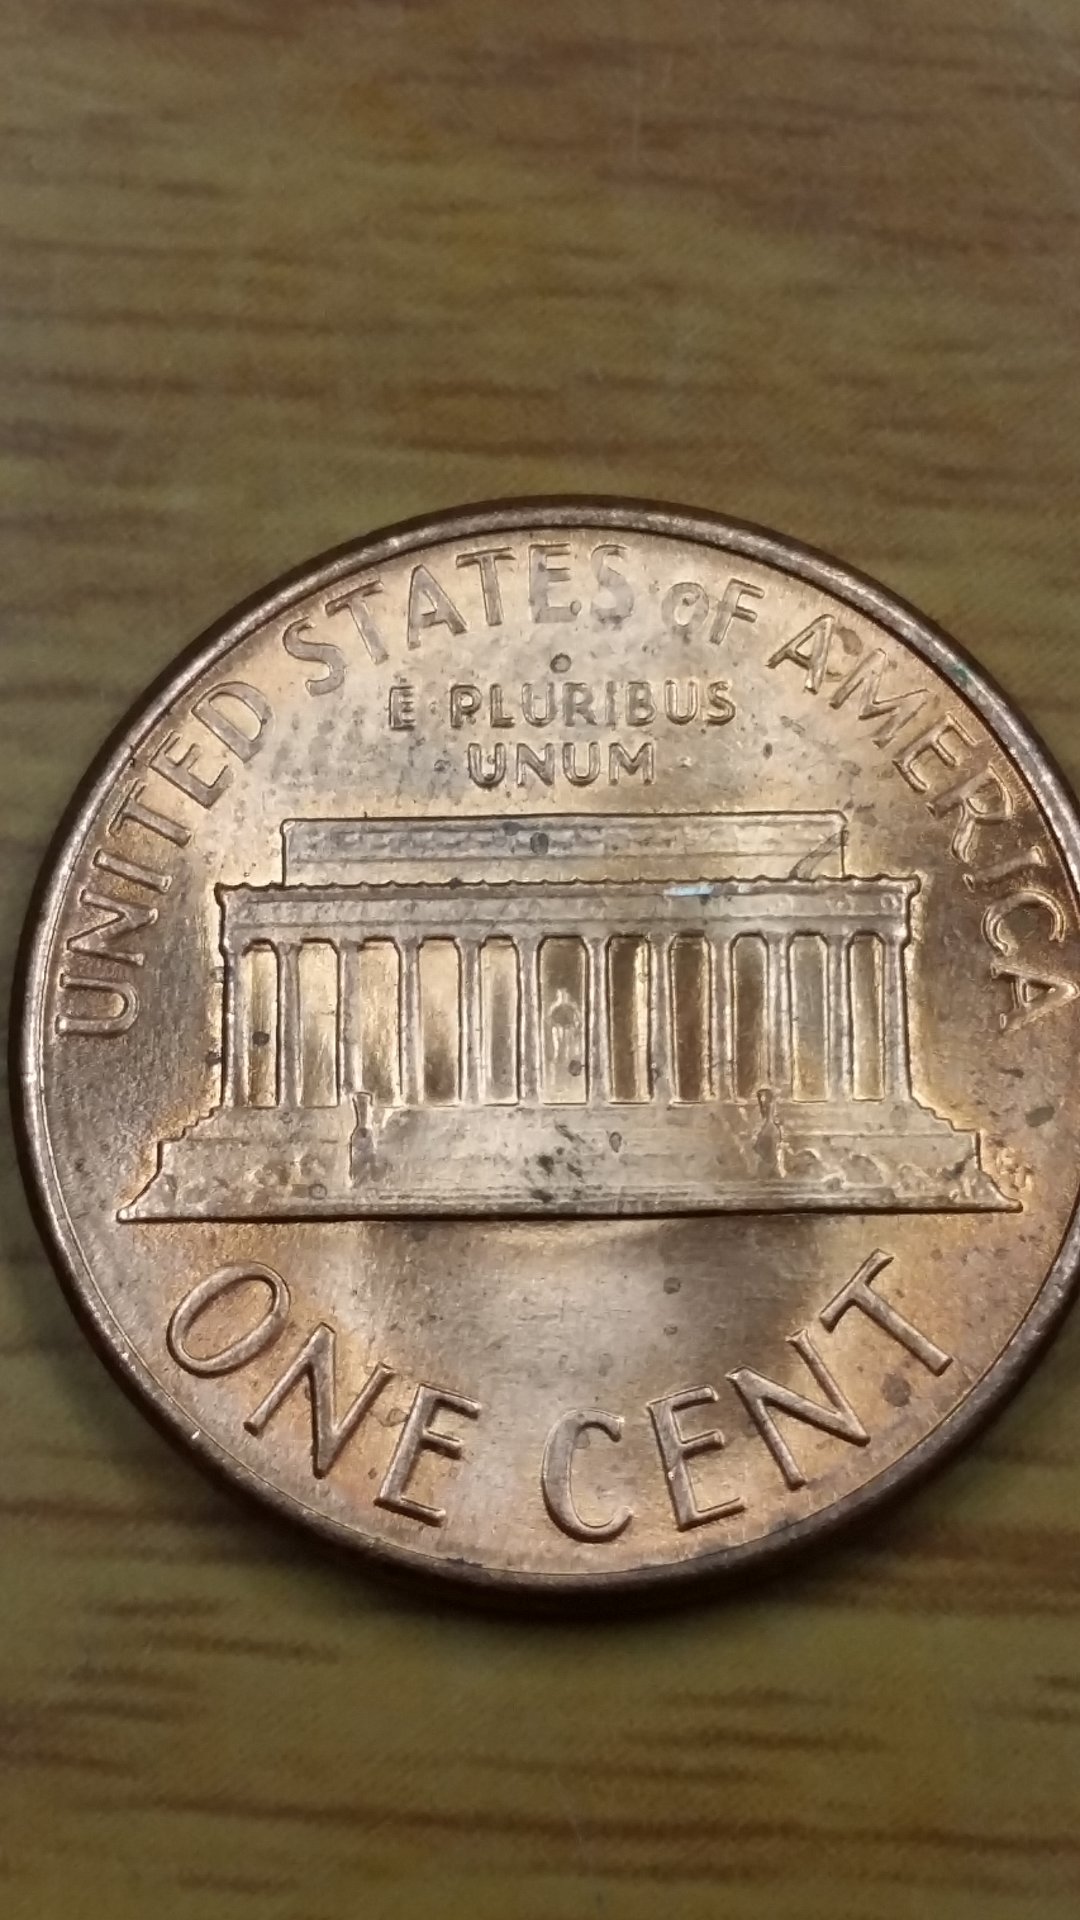 UNITED STATES OF AMERICA
E PLURIBUS
UNUM
ONE CENT